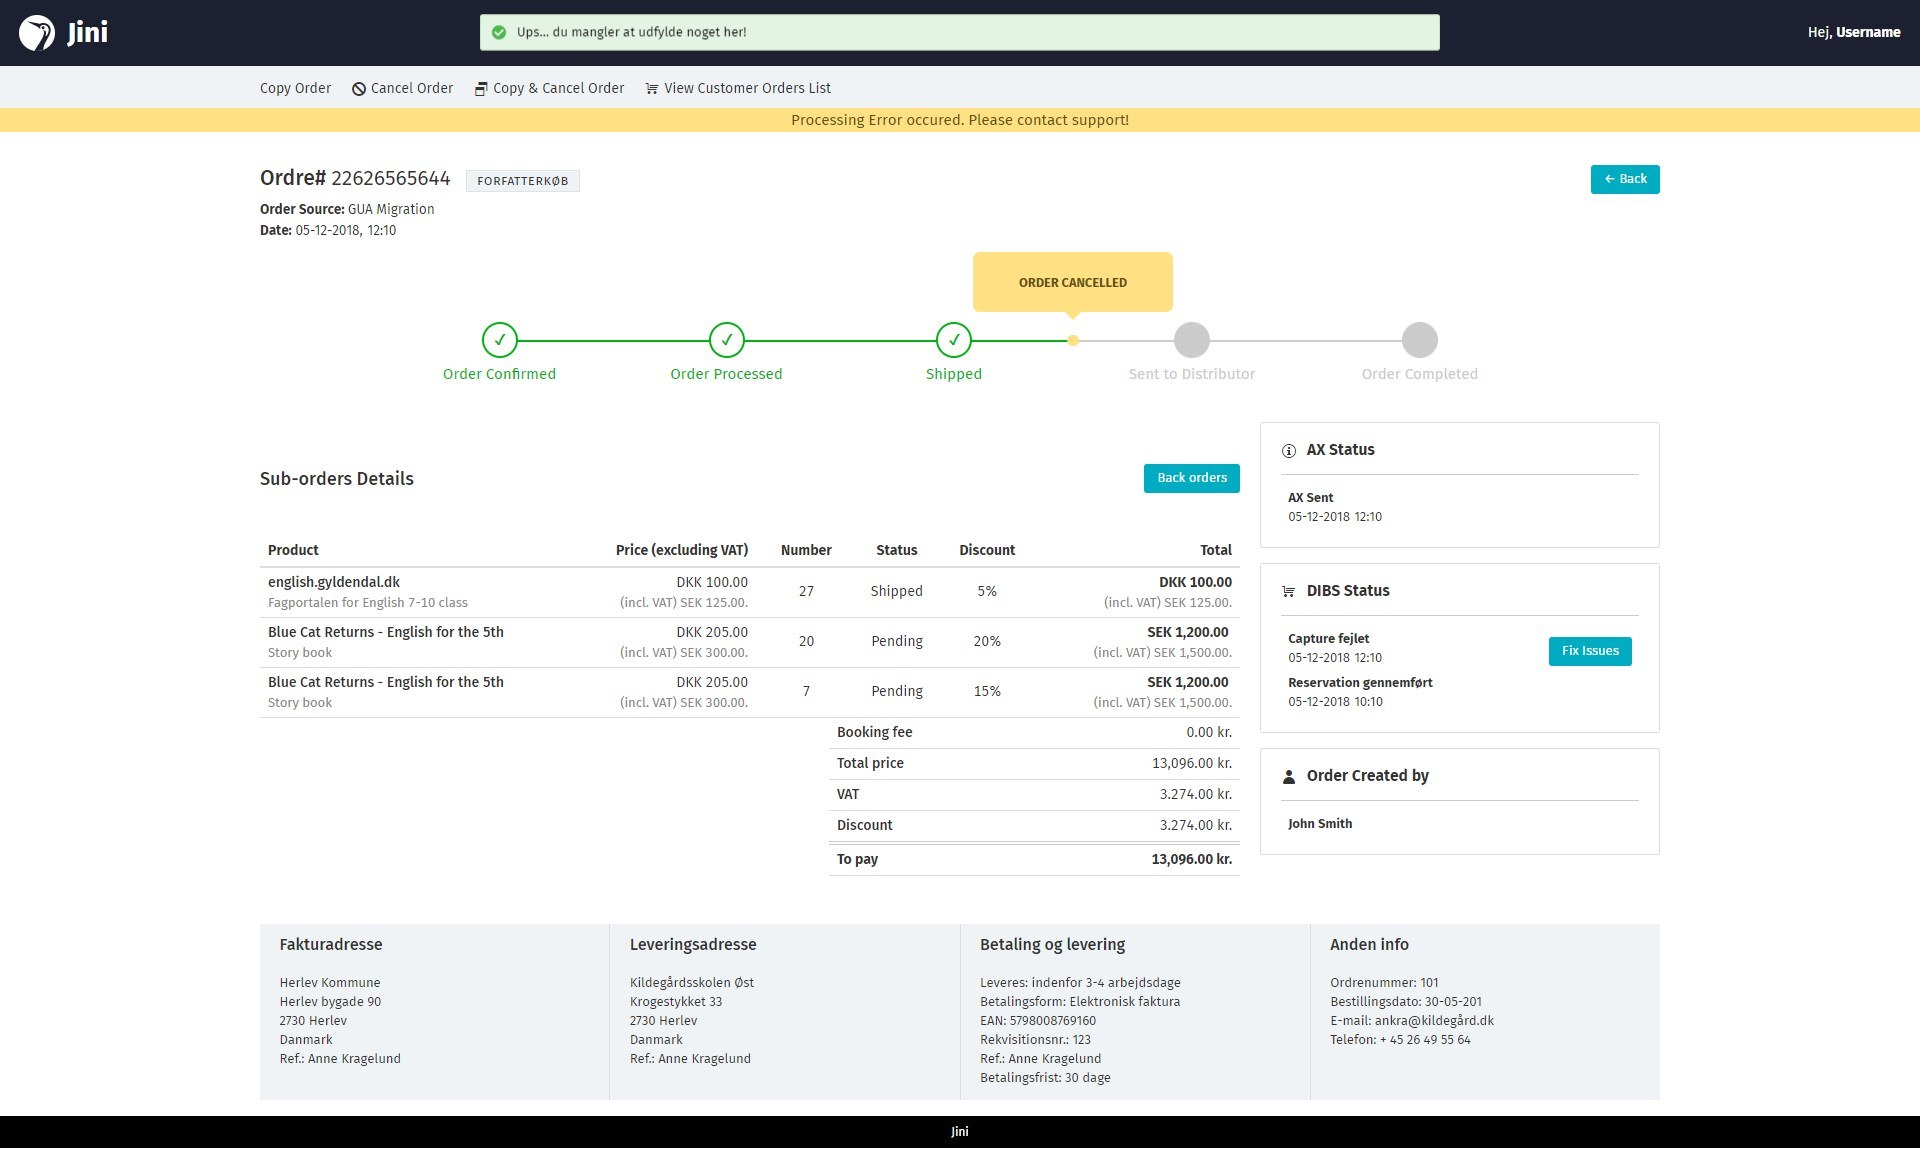 Jini
Ups... du mangler at udfylde noget her!
Hej, Username
Copy Order Cancel Order Copy & Cancel Order View Customer Orders List
Processing Error occured. Please contact support!
Ordre# 22626565644 FORFATTERKØB
← Back
Order Source: GUA Migration
Date: 05-12-2018, 12:10
ORDER CANCELLED
Order Confirmed Order Processed Shipped Sent to Distributor Order Completed
Sub-orders Details
Back orders
Product Price (excluding VAT) Number Status Discount Total
english.gyldendal.dk DKK 100.00 27 Shipped 5% DKK 100.00
Fagportalen for English 7-10 class (incl. VAT) SEK 125.00. (incl. VAT) SEK 125.00.
Blue Cat Returns - English for the 5th DKK 205.00 20 Pending 20% SEK 1,200.00
Story book (incl. VAT) SEK 300.00. (incl. VAT) SEK 1,500.00.
Blue Cat Returns - English for the 5th DKK 205.00 7 Pending 15% SEK 1,200.00
Story book (incl. VAT) SEK 300.00. (incl. VAT) SEK 1,500.00.
Booking fee 0.00 kr.
Total price 13,096.00 kr.
VAT 3.274.00 kr.
Discount 3.274.00 kr.
To pay 13,096.00 kr.
AX Status
AX Sent
05-12-2018 12:10
DIBS Status
Capture fejlet
05-12-2018 12:10
Fix Issues
Reservation gennemført
05-12-2018 10:10
Order Created by
John Smith
Fakturadresse
Herlev Kommune
Herlev bygade 90
2730 Herlev
Danmark
Ref.: Anne Kragelund
Leveringsadresse
Kildegårdsskolen Øst
Krogestykket 33
2730 Herlev
Danmark
Ref.: Anne Kragelund
Betaling og levering
Leveres: indenfor 3-4 arbejdsdage
Betalingsform: Elektronisk faktura
EAN: 5798008769160
Rekvisitionsnr.: 123
Ref.: Anne Kragelund
Betalingsfrist: 30 dage
Anden info
Ordrenummer: 101
Bestillingsdato: 30-05-201
E-mail: ankra@kildegård.dk
Telefon: + 45 26 49 55 64
Jini